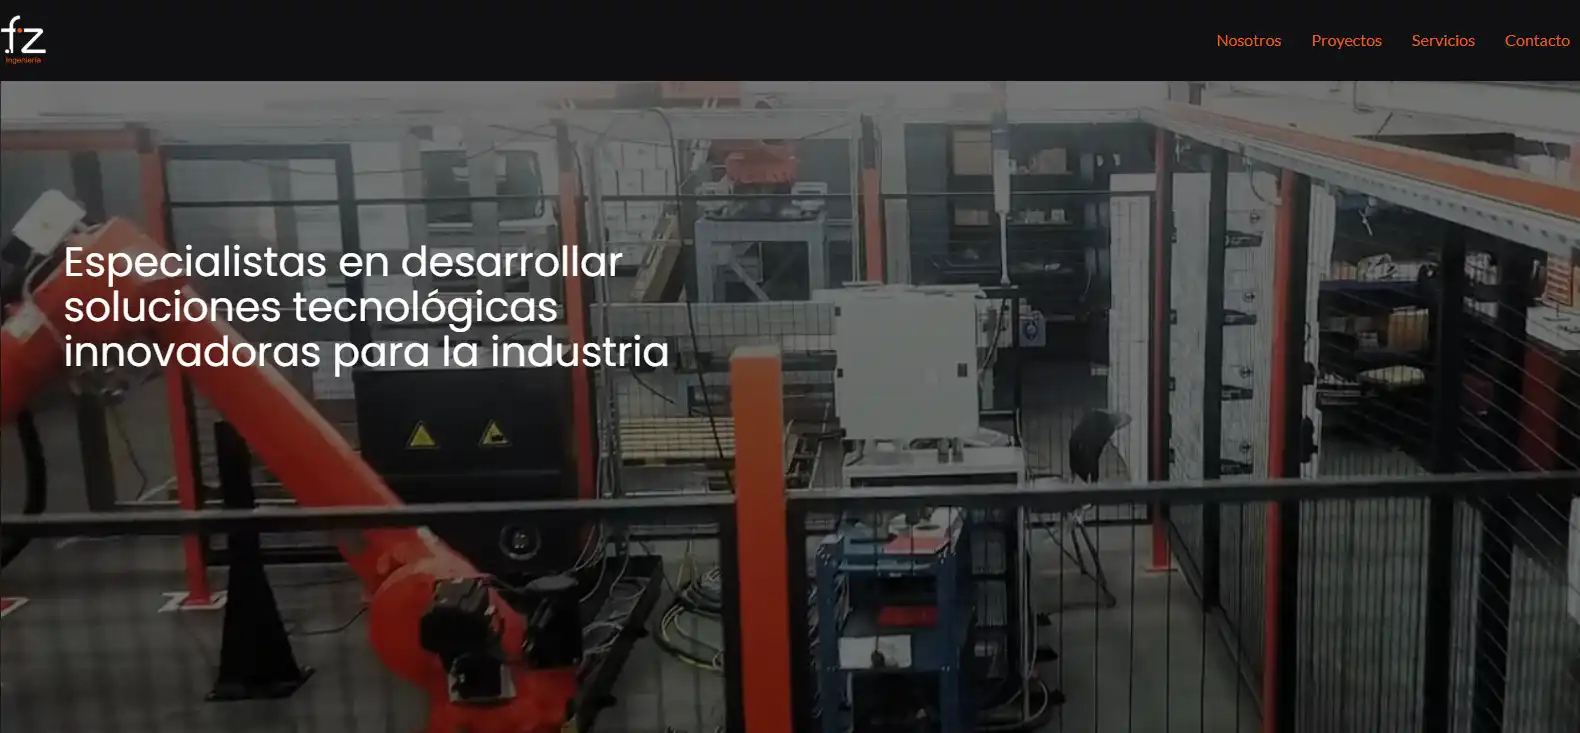 fz
Ingeniería
Nosotros
Proyectos
Servicios
Contacto
Especialistas en desarrollar
soluciones tecnológicas
innovadoras para la industria